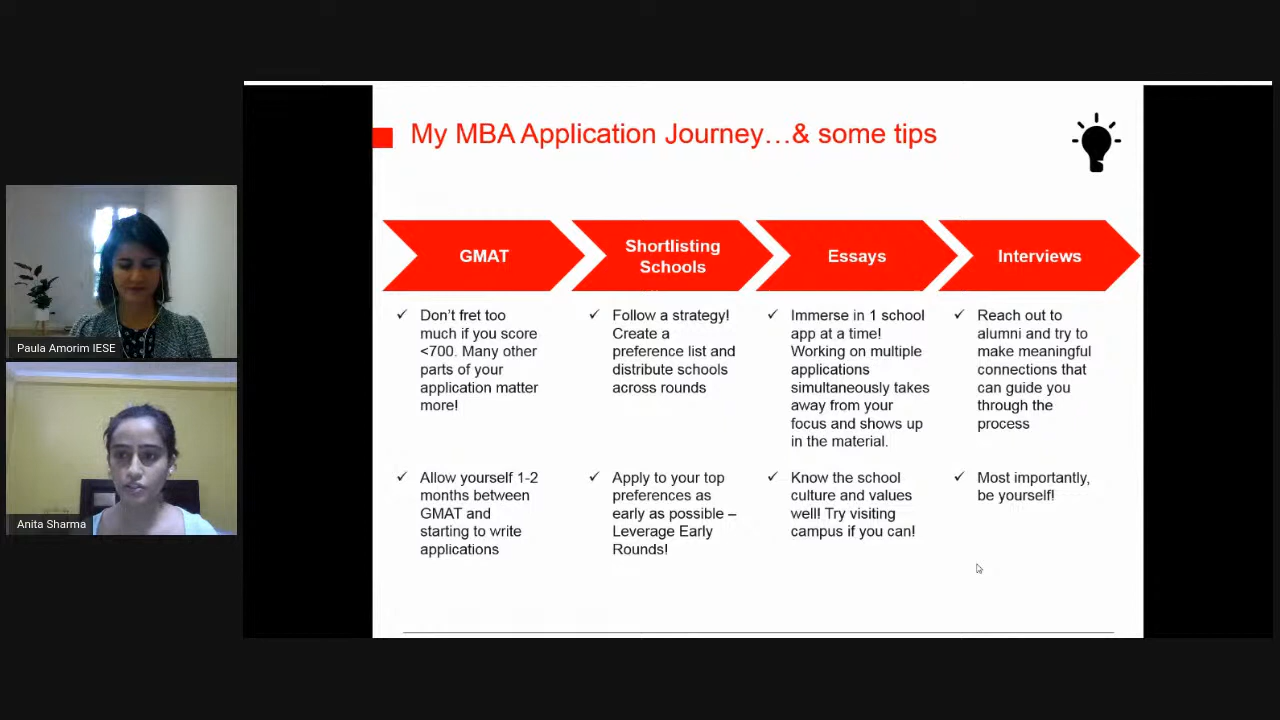 My MBA Application Journey…& some tips
GMAT
Shortlisting
Schools
Essays
Interviews
✓ Don't fret too
much if you score
<700. Many other
parts of your
application matter
more!
✓ Allow yourself 1-2
months between
GMAT and
starting to write
applications
✓ Follow a strategy!
Create a
preference list and
distribute schools
across rounds
✓ Apply to your top
preferences as
early as possible –
Leverage Early
Rounds!
✓ Immerse in 1 school
app at a time!
Working on multiple
applications
simultaneously takes
away from your
focus and shows up
in the material.
✓ Know the school
culture and values
well! Try visiting
campus if you can!
✓ Reach out to
alumni and try to
make meaningful
connections that
can guide you
through the
process
✓ Most importantly,
be yourself!
Paula Amorim IESE
Anita Sharma